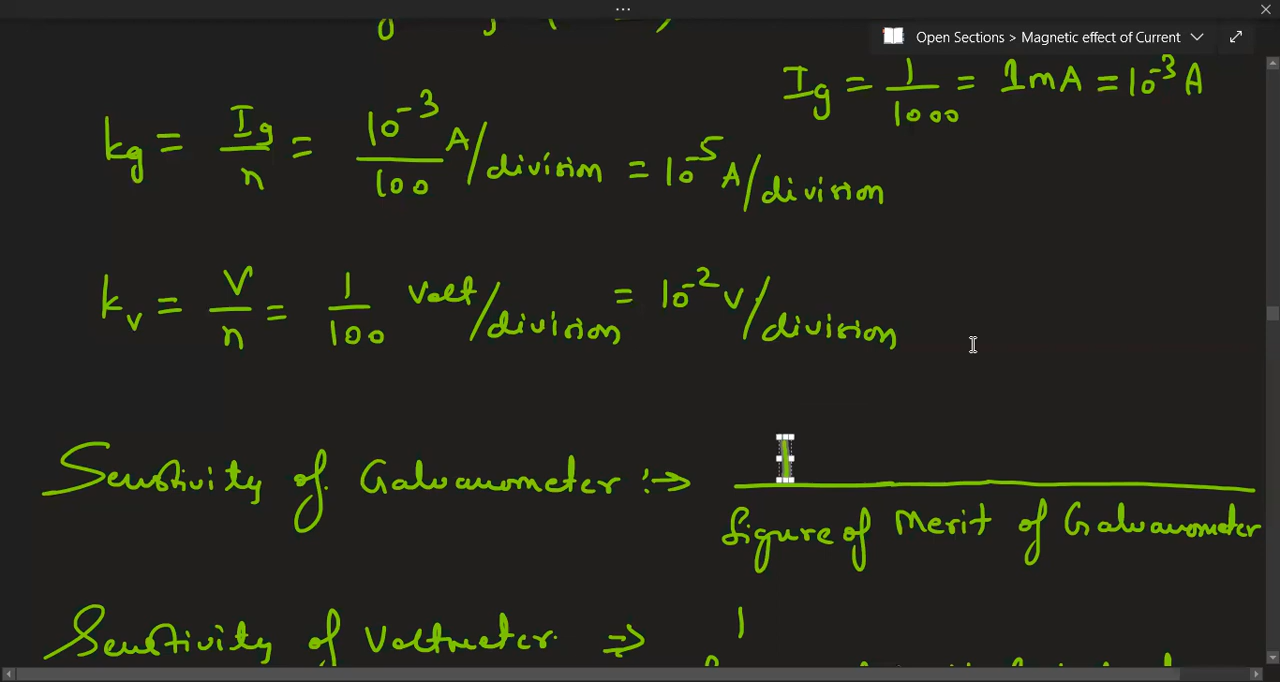 Open Sections > Magnetic effect of Current
Ig = 1/1000 = 1mA = 10⁻³ A
kg = Ig/n = 10⁻³/100 A/division = 10⁻⁵ A/division
kv = V/n = 1/100 Volt/division = 10⁻² V/division
Senstivity of Galvanometer :→ 1/figure of Merit of Galvanometer
Senstivity of Voltmeter ⇒ 1